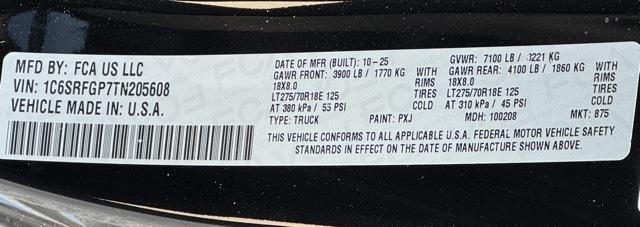 MFD BY: FCA US LLC
VIN: 1C6SRFGP7TN205608
VEHICLE MADE IN: U.S.A.
DATE OF MFR (BUILT): 10-25 GVWR: 7100 LB / 3221 KG
GAWR FRONT: 3900 LB / 1770 KG WITH GAWR REAR: 4100 LB / 1860 KG WITH
18X8.0 RIMS 18X8.0 RIMS
LT275/70R18E 125 TIRES LT275/70R18E 125 TIRES
AT 380 kPa / 55 PSI COLD AT 310 kPa / 45 PSI COLD
TYPE: TRUCK PAINT: PXJ MDH: 100208 MKT: 875
THIS VEHICLE CONFORMS TO ALL APPLICABLE U.S.A. FEDERAL MOTOR VEHICLE SAFETY
STANDARDS IN EFFECT ON THE DATE OF MANUFACTURE SHOWN ABOVE.